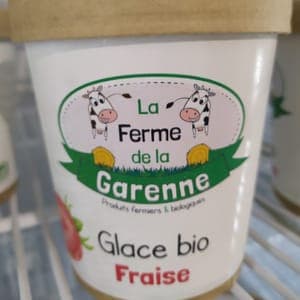 La
Ferme
de la
Garenne
Produits fermiers & biologiques
Glace bio
Fraise